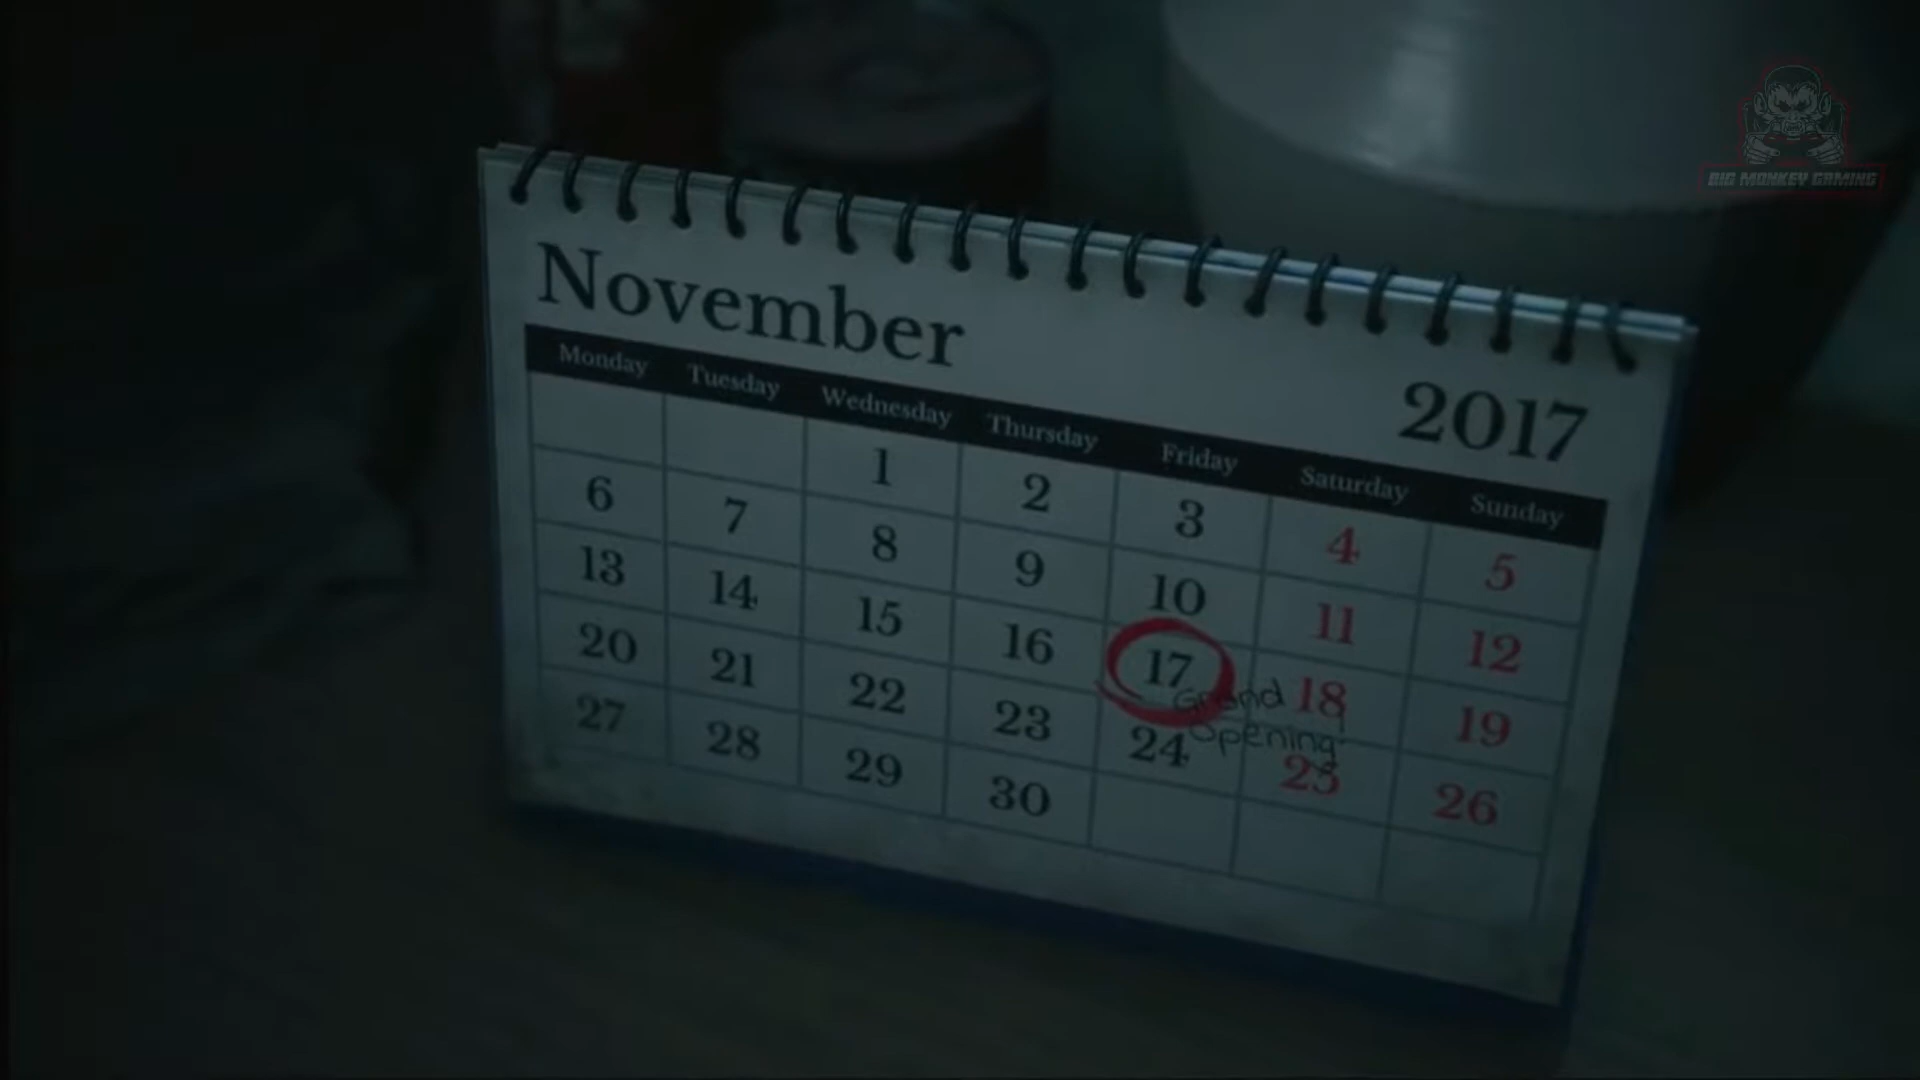 BIG MONKEY GAMING
November
2017
Monday Tuesday Wednesday Thursday Friday Saturday Sunday
1 2 3 4 5
6 7 8 9 10 11 12
13 14 15 16 17 18 19
Grand
Opening
20 21 22 23 24 25 26
27 28 29 30